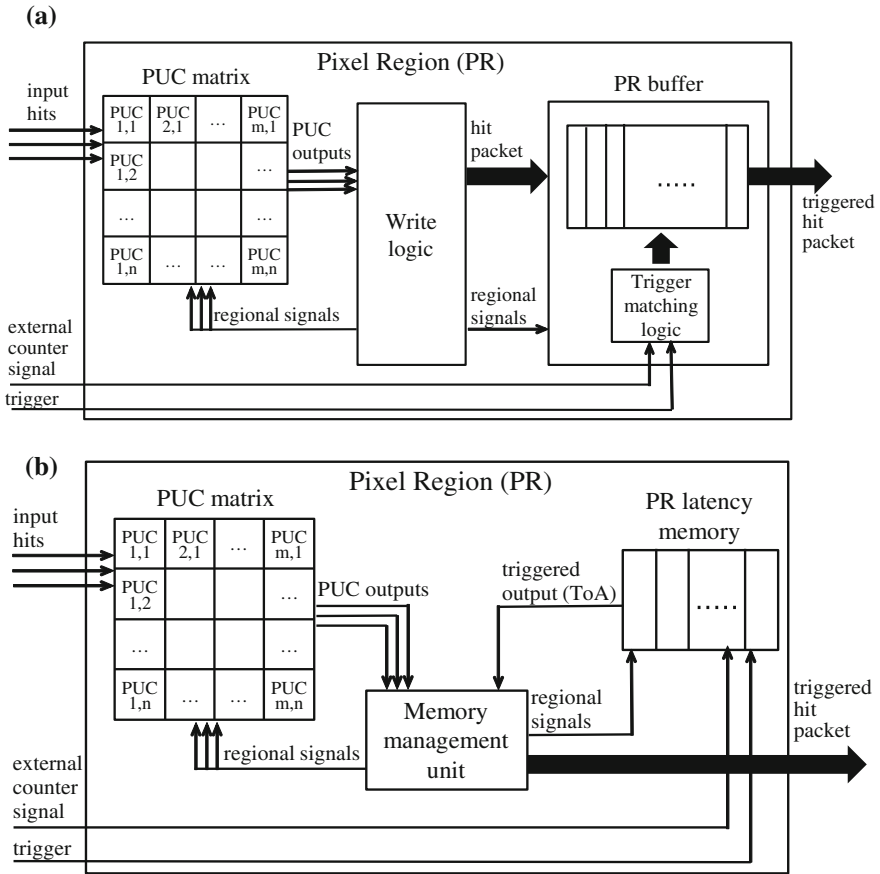 (a)
Pixel Region (PR)
PUC matrix
PR buffer
input
hits
PUC
1,1
PUC
2,1
...
PUC
m,1
PUC
1,2
...
...
...
PUC
1,n
...
...
PUC
m,n
PUC
outputs
Write
logic
hit
packet
.....
triggered
hit
packet
regional signals
regional
signals
Trigger
matching
logic
external
counter
signal
trigger
(b)
Pixel Region (PR)
PUC matrix
PR latency
memory
input
hits
PUC
1,1
PUC
2,1
...
PUC
m,1
PUC
1,2
...
...
...
PUC
1,n
...
...
PUC
m,n
PUC outputs
triggered
output (ToA)
.....
Memory
management
unit
regional
signals
regional signals
triggered
hit
packet
external
counter
signal
trigger